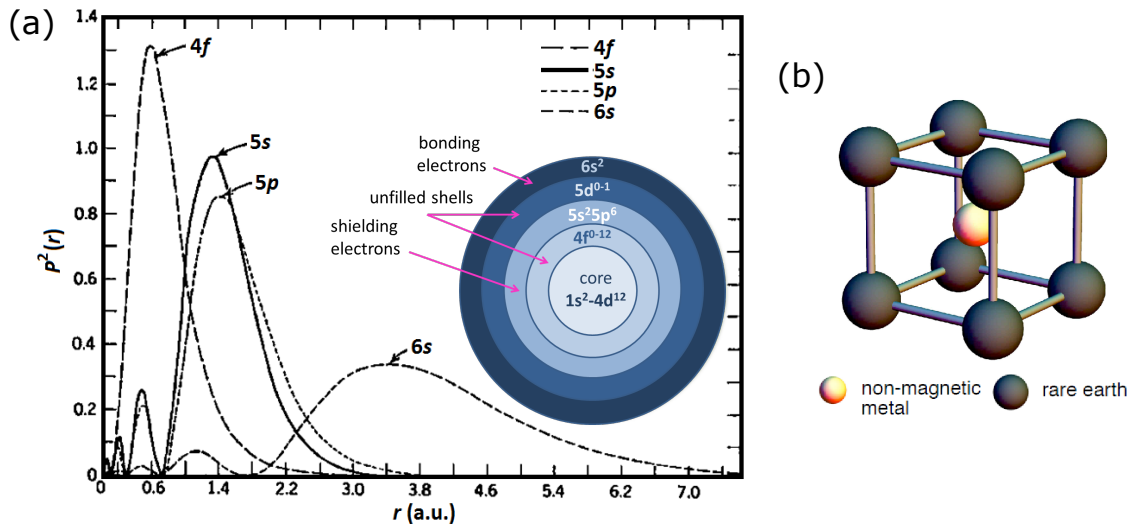 (a)
1.4
1.2
1.0
0.8
0.6
0.4
0.2
0
P²(r)
4f
5s
5p
6s
4f
5s
5p
6s
bonding
electrons
unfilled shells
shielding
electrons
6s²
5d⁰⁻¹
5s²5p⁶
4f⁰⁻¹²
core
1s²-4d¹²
0 0.6 1.4 2.2 3.0 3.8 4.6 5.4 6.2 7.0
r (a.u.)
(b)
non-magnetic
metal
rare earth